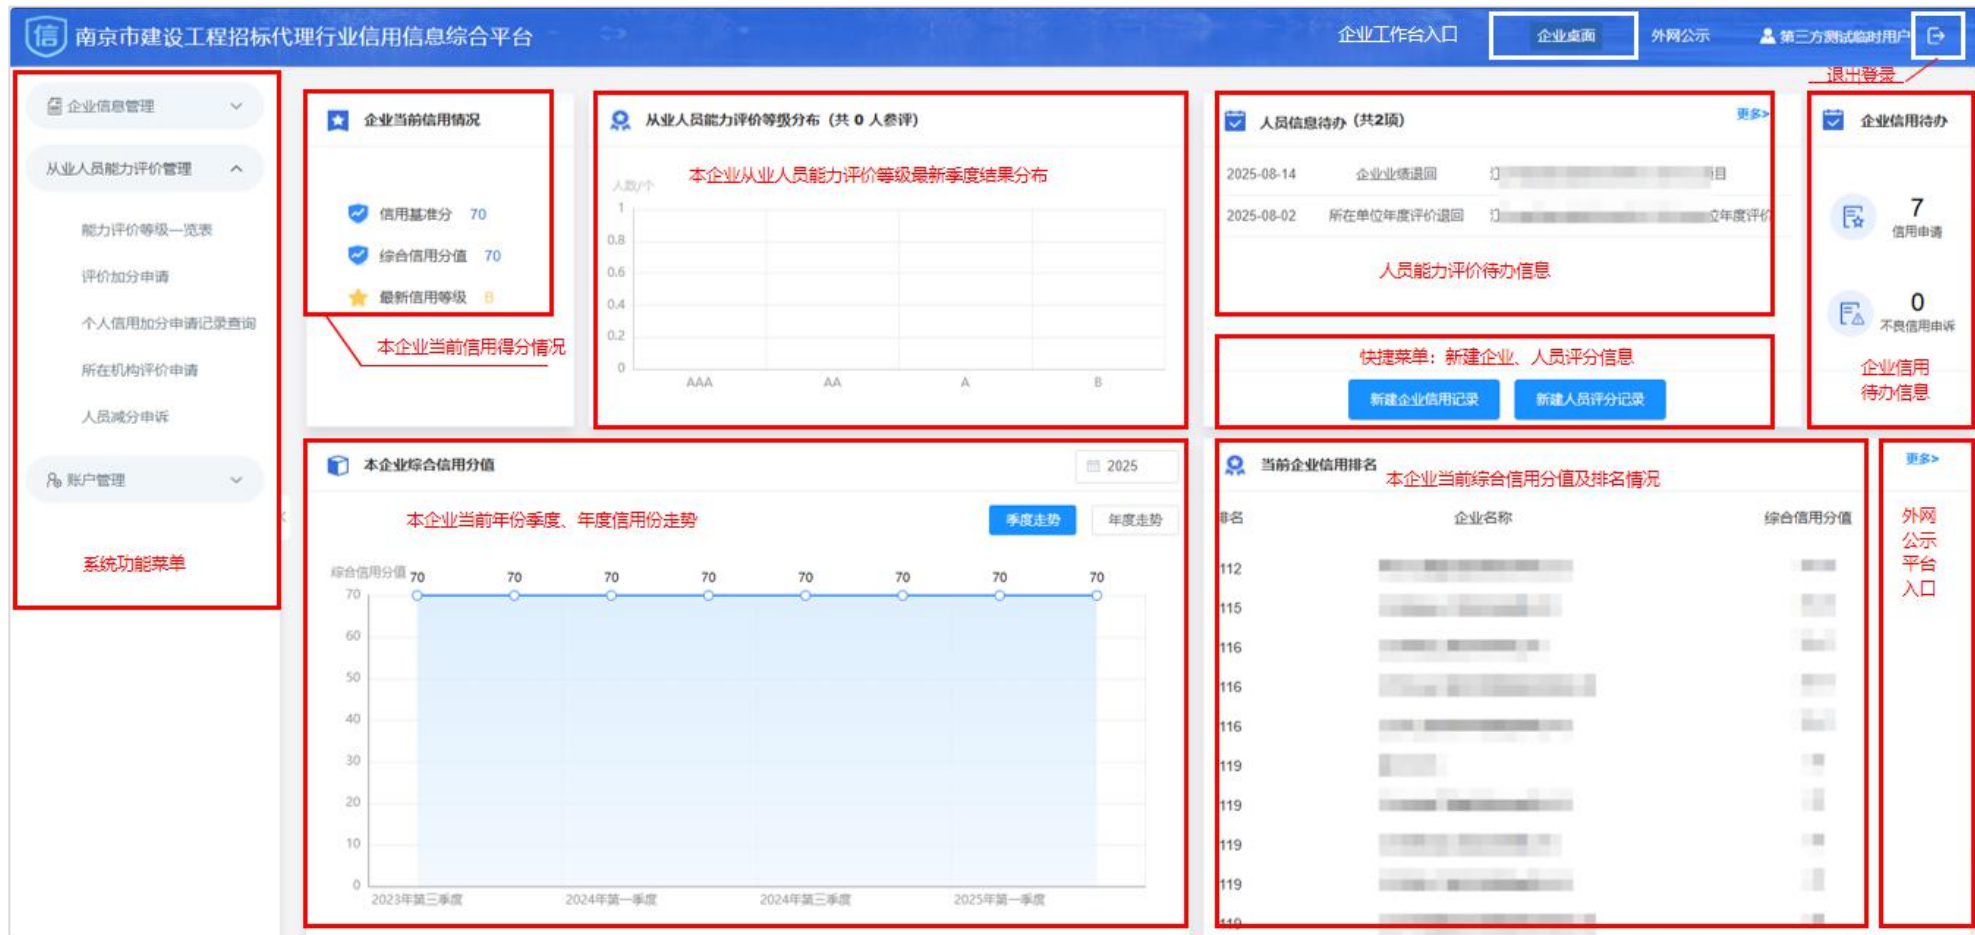 信 南京市建设工程招标代理行业信用信息综合平台
企业工作台入口
企业桌面
外网公示
第三方测试临时用户
退出登录
企业信息管理
从业人员能力评价管理
能力评价等级一览表
评价加分申请
个人信用加分申请记录查询
所在机构评价申请
人员减分申诉
账户管理
系统功能菜单
企业当前信用情况
信用基准分 70
综合信用分值 70
最新信用等级 B
本企业当前信用得分情况
从业人员能力评价等级分布（共 0 人参评）
本企业从业人员能力评价等级最新季度结果分布
人数/个
1
0.8
0.6
0.4
0.2
0
AAA AA A B
人员信息待办（共2项）
更多>
2025-08-14 企业业绩退回
2025-08-02 所在单位年度评价退回 年度评价
人员能力评价待办信息
快捷菜单：新建企业、人员评分信息
新建企业信用记录 新建人员评分记录
企业信用待办
7
信用申请
0
不良信用申诉
企业信用
待办信息
本企业综合信用分值
2025
本企业当前年份季度、年度信用份走势
季度走势 年度走势
综合信用分值
70 70 70 70 70 70 70 70
70
60
50
40
30
20
10
0
2023年第三季度 2024年第一季度 2024年第三季度 2025年第一季度
当前企业信用排名
本企业当前综合信用分值及排名情况
排名 企业名称 综合信用分值
112
115
116
116
116
119
119
119
119
119
更多>
外网
公示
平台
入口